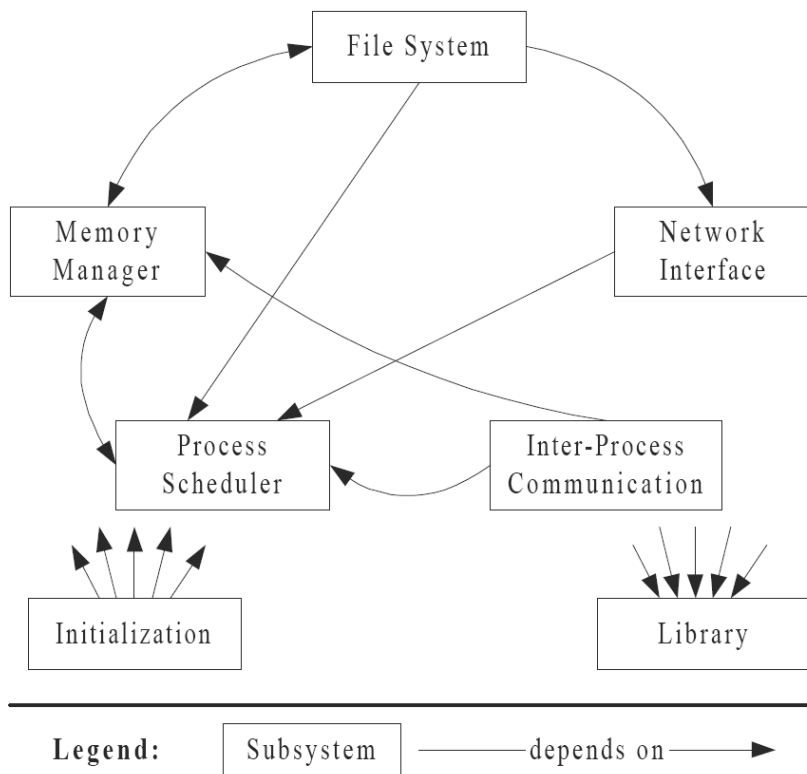 File System
Memory
Manager
Network
Interface
Process
Scheduler
Inter-Process
Communication
Initialization
Library
Legend:
Subsystem
depends on